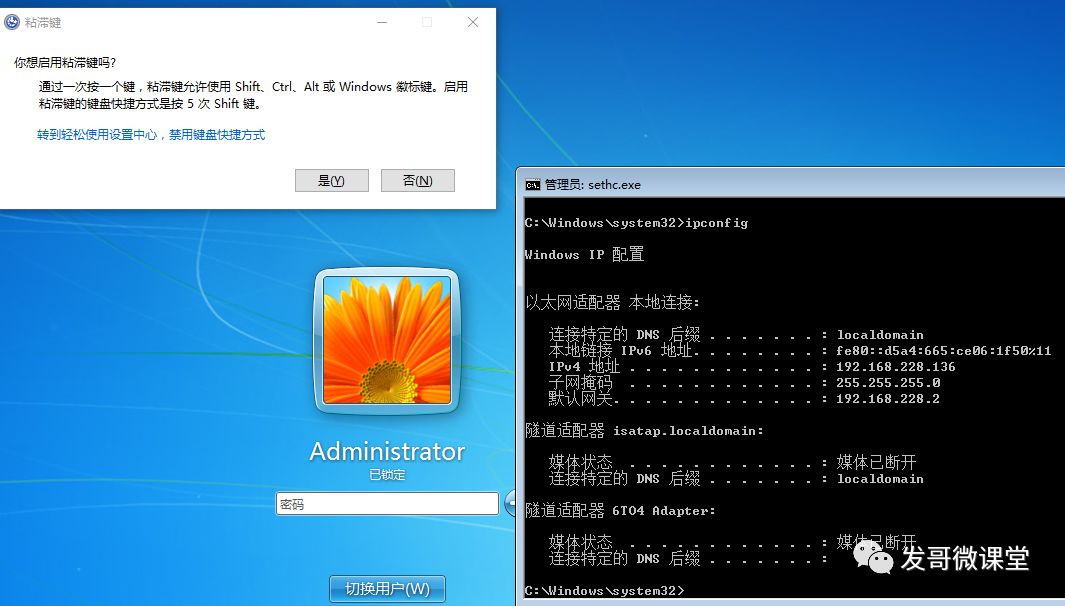 粘滞键
你想启用粘滞键吗?
通过一次按一个键，粘滞键允许使用 Shift、Ctrl、Alt 或 Windows 徽标键。启用
粘滞键的键盘快捷方式是按 5 次 Shift 键。
转到轻松使用设置中心，禁用键盘快捷方式
是(Y)
否(N)
Administrator
已锁定
密码
切换用户(W)
管理员: sethc.exe
C:\Windows\system32>ipconfig
Windows IP 配置
以太网适配器 本地连接:
连接特定的 DNS 后缀 . . . . . . . : localdomain
本地链接 IPv6 地址. . . . . . . . : fe80::d5a4:665:ce06:1f50%11
IPv4 地址 . . . . . . . . . . . . : 192.168.228.136
子网掩码 . . . . . . . . . . . . : 255.255.255.0
默认网关. . . . . . . . . . . . . : 192.168.228.2
隧道适配器 isatap.localdomain:
媒体状态 . . . . . . . . . . . . : 媒体已断开
连接特定的 DNS 后缀 . . . . . . . : localdomain
隧道适配器 6TO4 Adapter:
媒体状态 . . . . . . . . . . . . : 媒体已断开
连接特定的 DNS 后缀 . . . . . . . :
C:\Windows\system32>
发哥微课堂